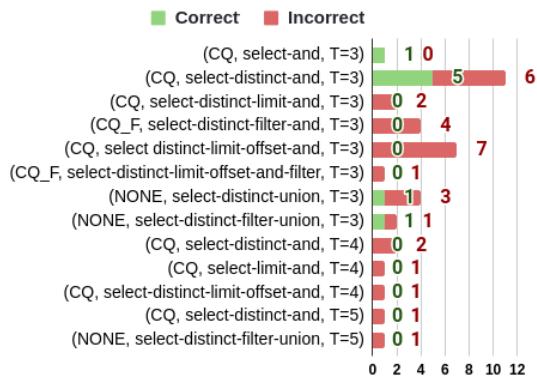 Correct Incorrect
(CQ, select-and, T=3) 1 0
(CQ, select-distinct-and, T=3) 5 6
(CQ, select-distinct-limit-and, T=3) 0 2
(CQ_F, select-distinct-filter-and, T=3) 0 4
(CQ, select distinct-limit-offset-and, T=3) 0 7
(CQ_F, select-distinct-limit-offset-and-filter, T=3) 0 1
(NONE, select-distinct-union, T=3) 1 3
(NONE, select-distinct-filter-union, T=3) 1 1
(CQ, select-distinct-and, T=4) 0 2
(CQ, select-limit-and, T=4) 0 1
(CQ, select-distinct-limit-offset-and, T=4) 0 1
(CQ, select-distinct-and, T=5) 0 1
(NONE, select-distinct-filter-union, T=5) 0 1
0 2 4 6 8 10 12